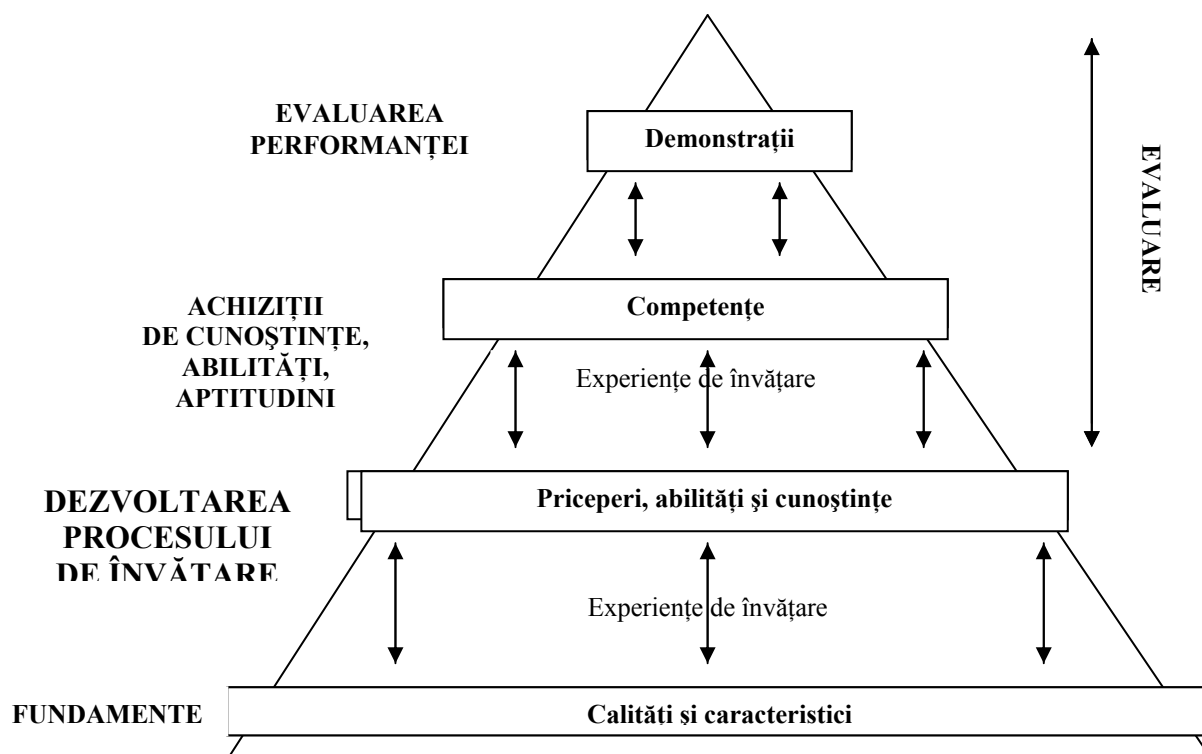 EVALUAREA
PERFORMANȚEI
Demonstrații
EVALUARE
ACHIZIȚII
DE CUNOŞTINȚE,
ABILITĂȚI,
APTITUDINI
Competențe
Experiențe de învățare
DEZVOLTAREA
PROCESULUI
DE ÎNVĂȚARE
Priceperi, abilități şi cunoştințe
Experiențe de învățare
FUNDAMENTE
Calități şi caracteristici